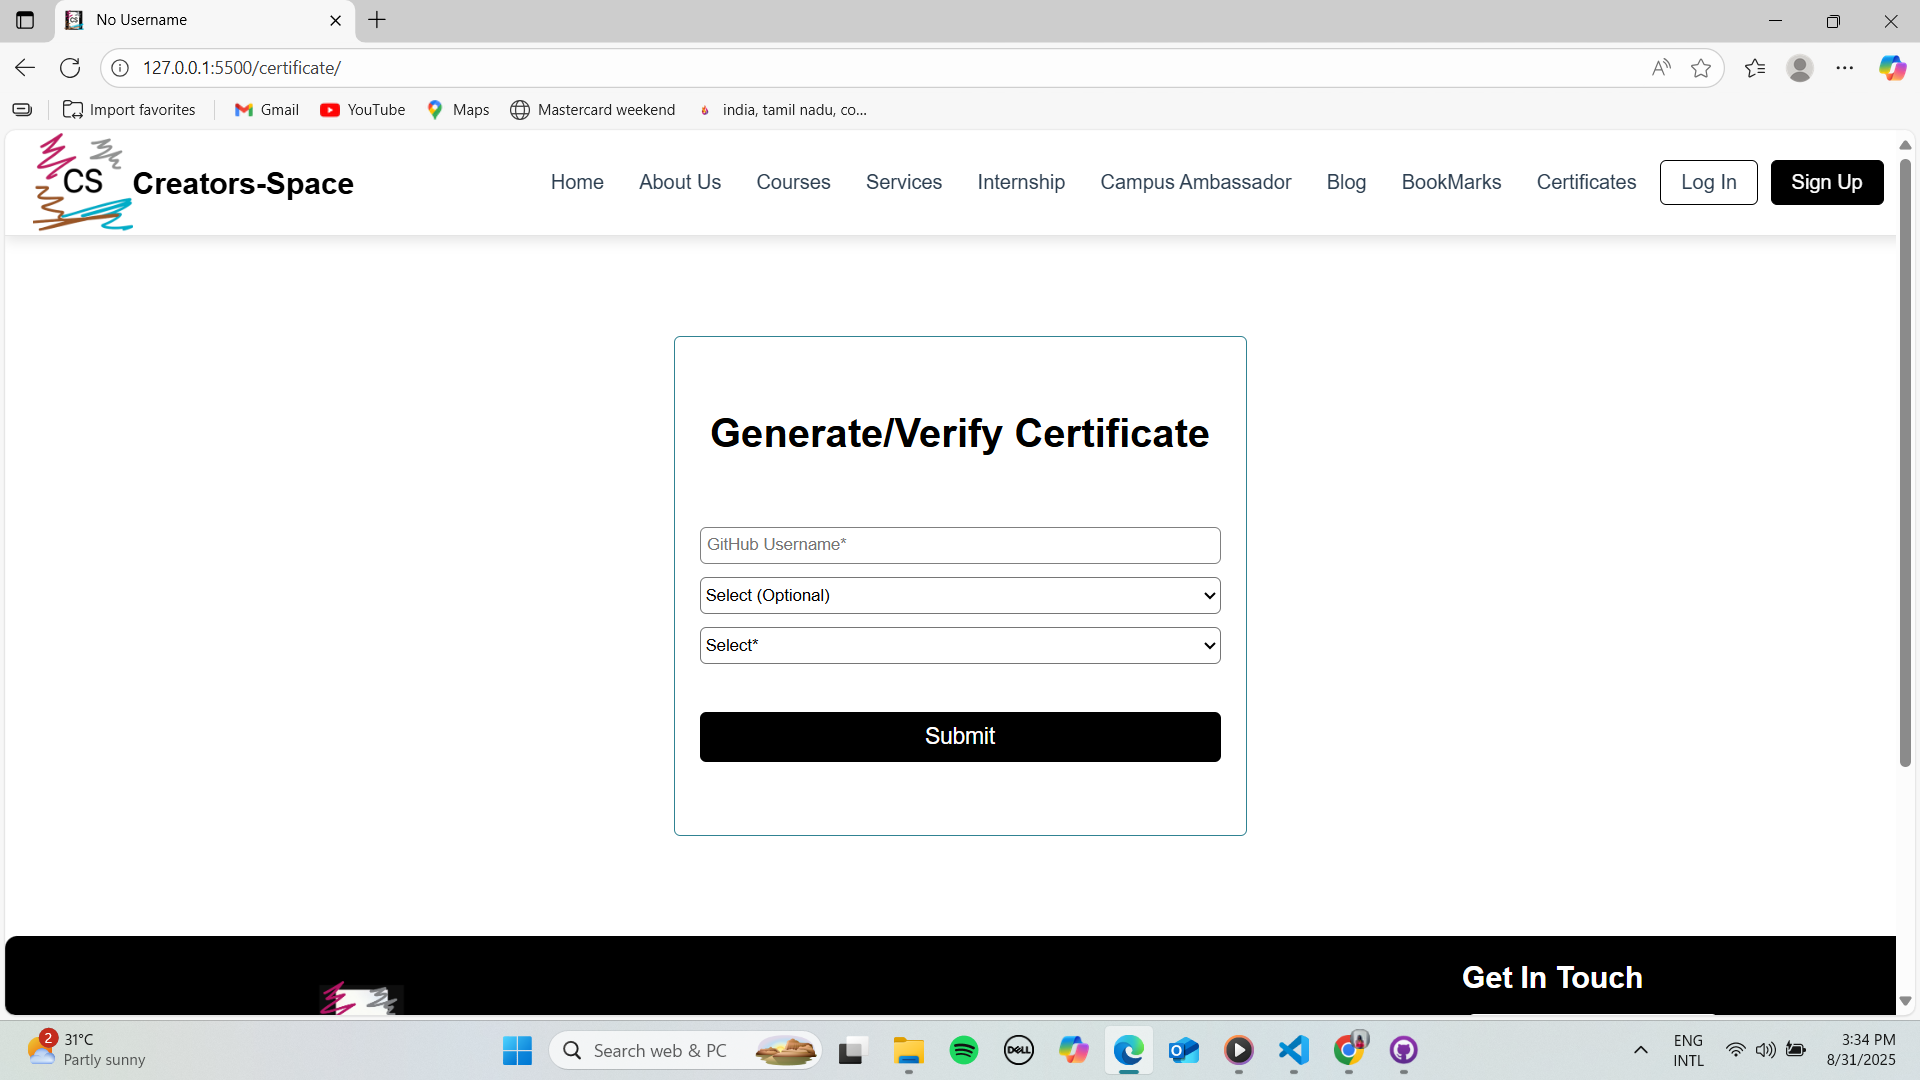 No Username
127.0.0.1:5500/certificate/
Import favorites
Gmail
YouTube
Maps
Mastercard weekend
india, tamil nadu, co...
CS
Creators-Space
Home
About Us
Courses
Services
Internship
Campus Ambassador
Blog
BookMarks
Certificates
Log In
Sign Up
Generate/Verify Certificate
GitHub Username*
Select (Optional)
Select*
Submit
Get In Touch
2
31°C
Partly sunny
Search web & PC
DELL
ENG
INTL
3:34 PM
8/31/2025